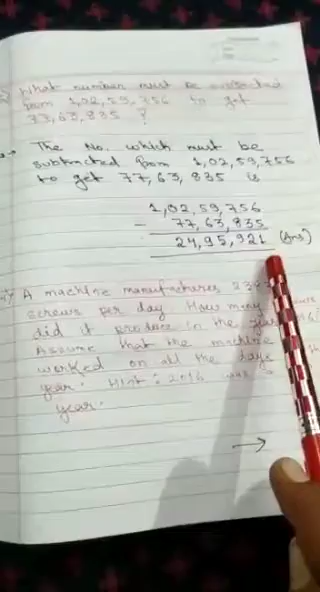 What number must be subtracted
from 1,02,59,756 to get
77,63,835 ?
The No. which must be
subtracted from 1,02,59,756
to get 77,63,835 is
1,02,59,756
- 77,63,835
24,95,921 (Ans)
A machine manufactures
screws per day How many
did it produce in the year
Assume that the machine
worked on all the days
year. Hint: 2016 was a
year.
→